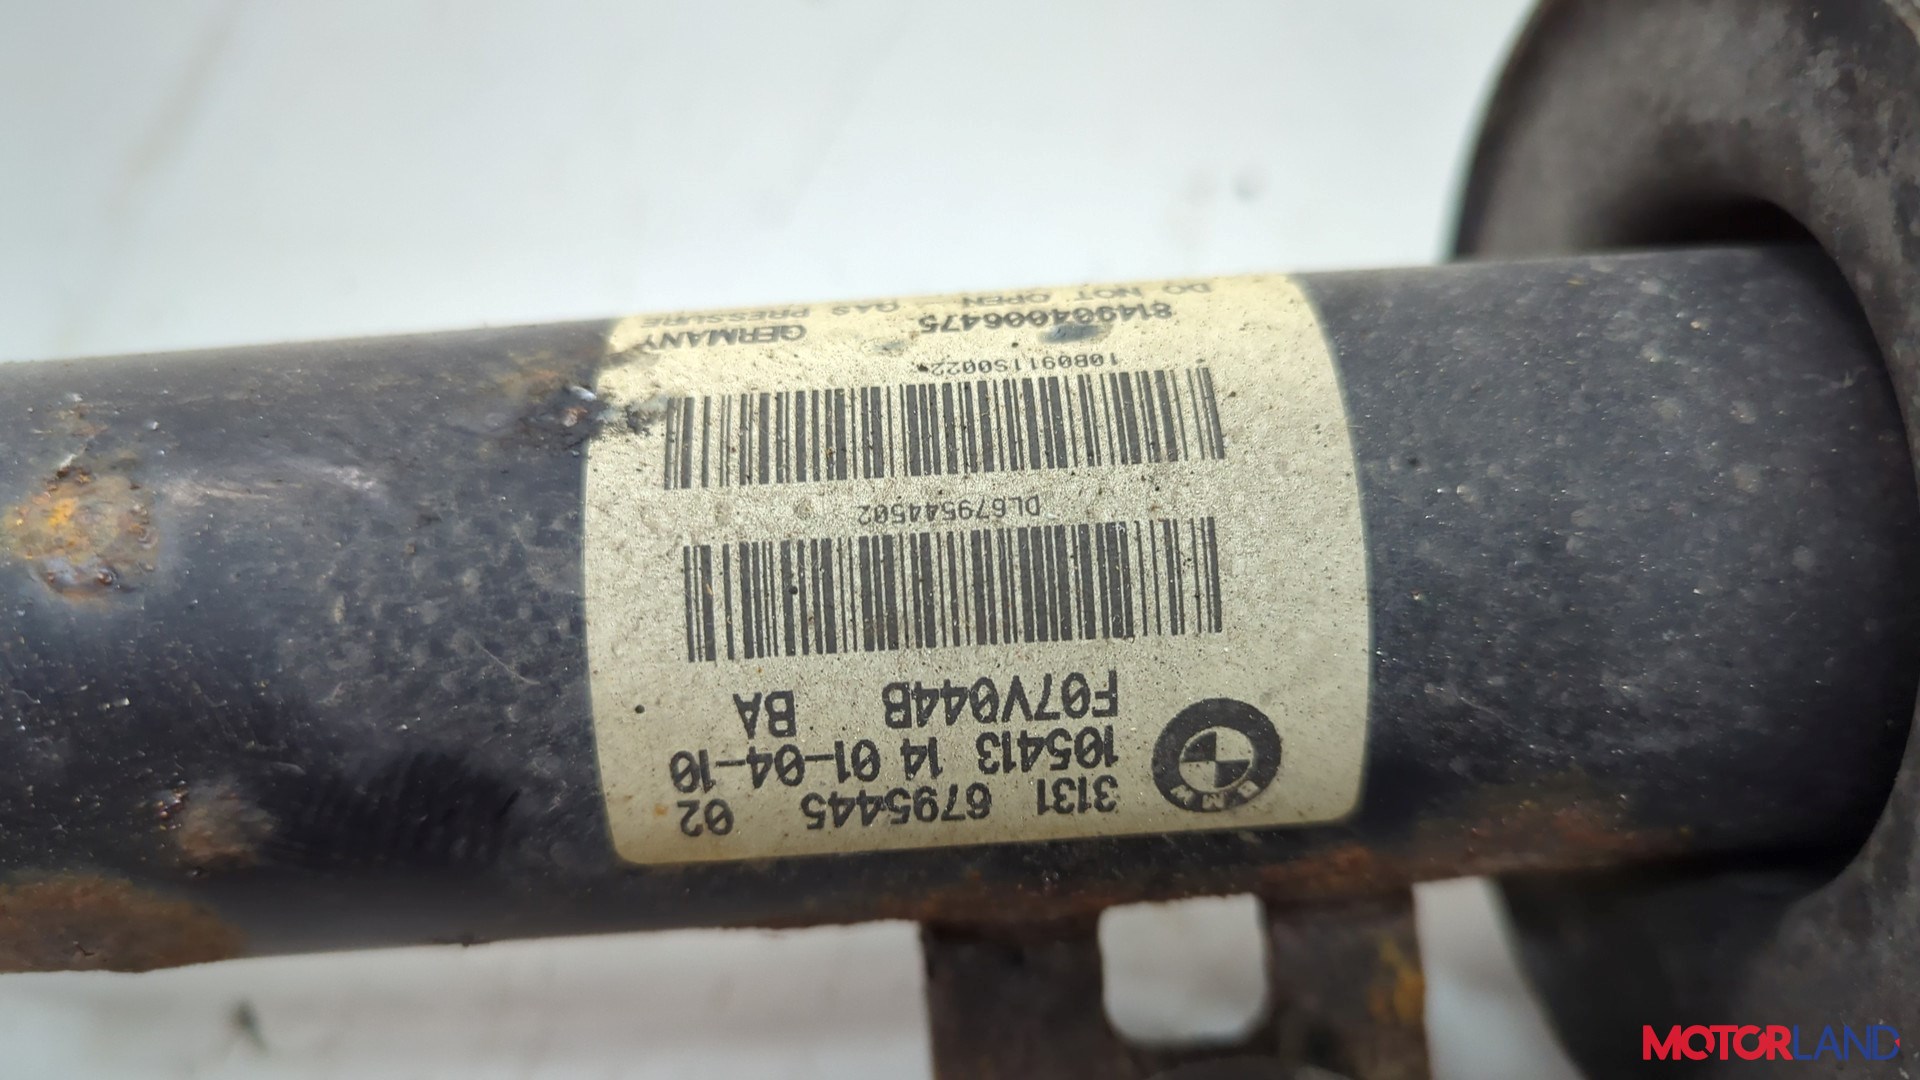 BMW
3131 6795445 02
105413 14 01-04-10
F07V044B BA
DL679544502
10B0911S0022
814904006475 GERMANY
DO NOT OPEN - GAS PRESSURE
MOTORLAND